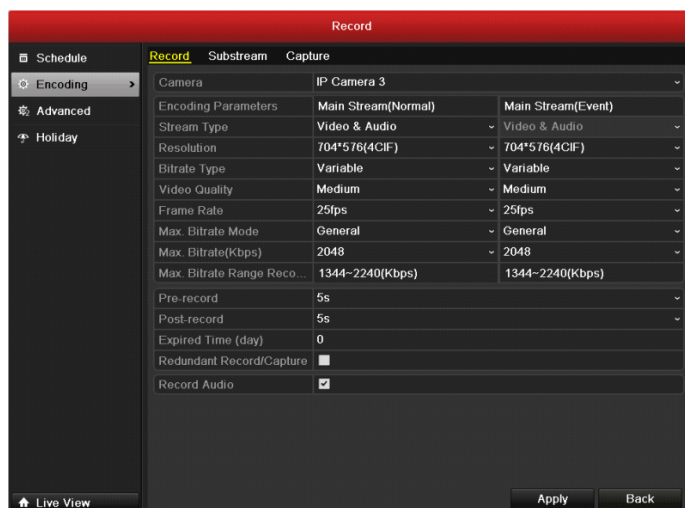 Record
Schedule
Encoding
Advanced
Holiday
Live View
Record Substream Capture
Camera IP Camera 3
Encoding Parameters Main Stream(Normal) Main Stream(Event)
Stream Type Video & Audio Video & Audio
Resolution 704*576(4CIF) 704*576(4CIF)
Bitrate Type Variable Variable
Video Quality Medium Medium
Frame Rate 25fps 25fps
Max. Bitrate Mode General General
Max. Bitrate(Kbps) 2048 2048
Max. Bitrate Range Reco... 1344~2240(Kbps) 1344~2240(Kbps)
Pre-record 5s
Post-record 5s
Expired Time (day) 0
Redundant Record/Capture
Record Audio
Apply Back